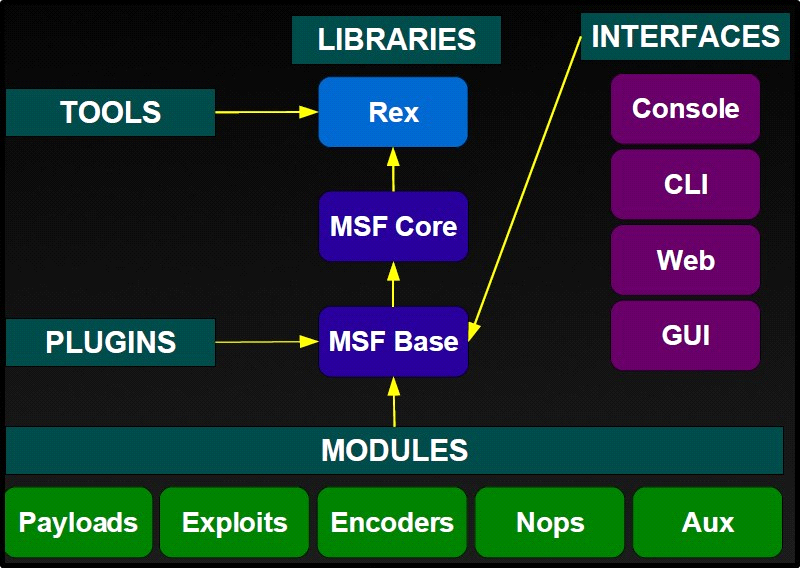 LIBRARIES
INTERFACES
TOOLS
Rex
Console
CLI
MSF Core
Web
PLUGINS
MSF Base
GUI
MODULES
Payloads
Exploits
Encoders
Nops
Aux